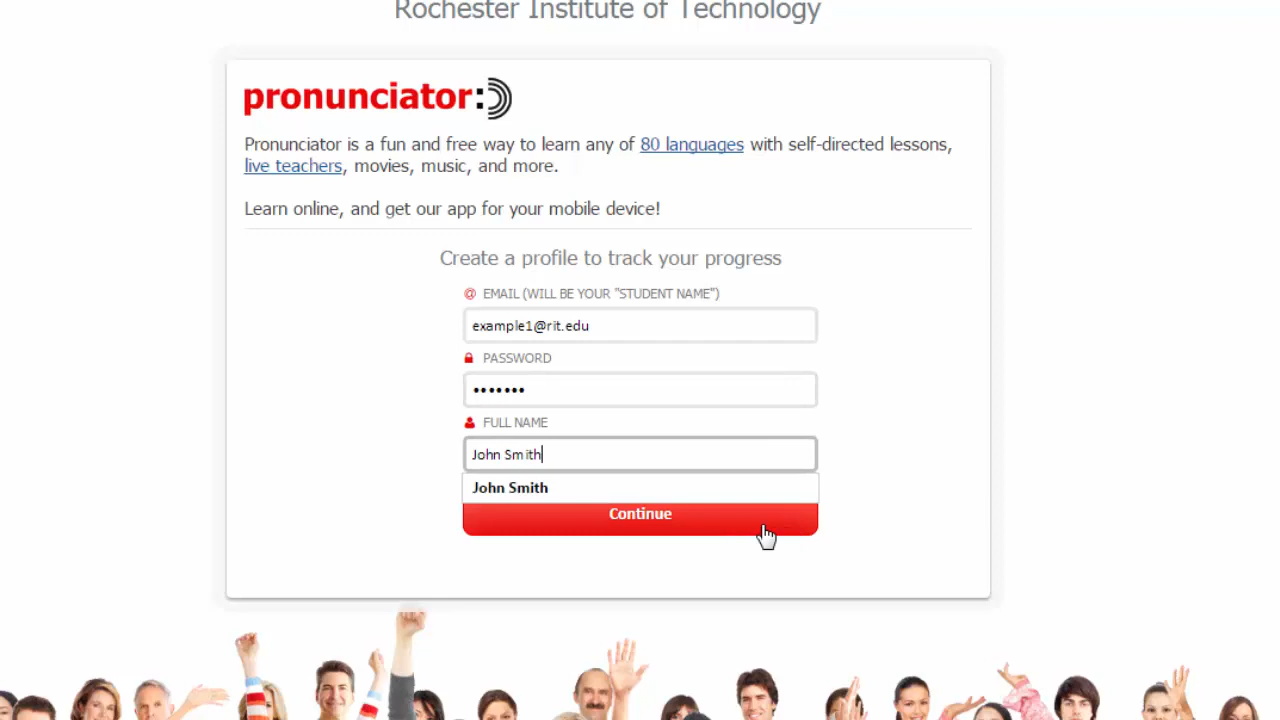 Rochester Institute of Technology
pronunciator:
Pronunciator is a fun and free way to learn any of 80 languages with self-directed lessons,
live teachers, movies, music, and more.
Learn online, and get our app for your mobile device!
Create a profile to track your progress
@ EMAIL (WILL BE YOUR "STUDENT NAME")
example1@rit.edu
PASSWORD
•••••••
FULL NAME
John Smith
John Smith
Continue